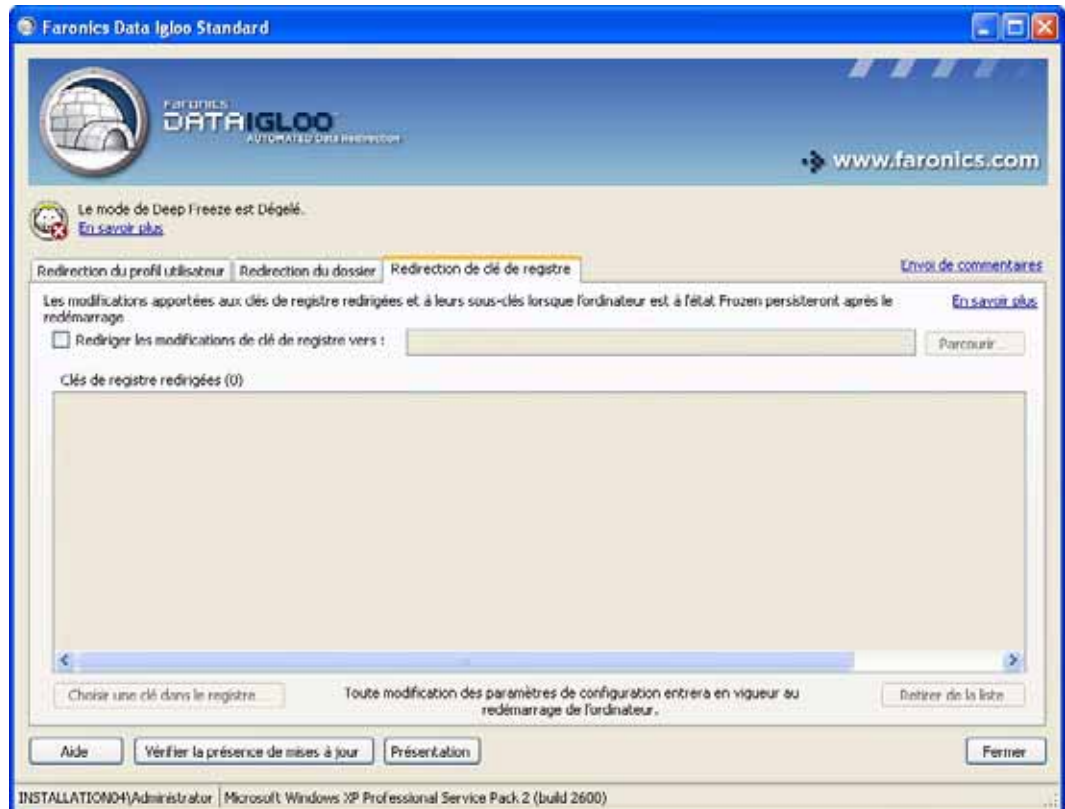 Faronics Data Igloo Standard
FARONICS
DATAIGLOO
AUTOMATED Data Redirection
www.faronics.com
Le mode de Deep Freeze est Dégelé.
En savoir plus
Redirection du profil utilisateur
Redirection du dossier
Redirection de clé de registre
Envoi de commentaires
Les modifications apportées aux clés de registre redirigées et à leurs sous-clés lorsque l'ordinateur est à l'état Frozen persisteront après le
redémarrage
En savoir plus
Rediriger les modifications de clé de registre vers :
Parcourir...
Clés de registre redirigées (0)
Choisir une clé dans le registre...
Toute modification des paramètres de configuration entrera en vigueur au
redémarrage de l'ordinateur.
Retirer de la liste
Aide
Vérifier la présence de mises à jour
Présentation
Fermer
INSTALLATION04\Administrator
Microsoft Windows XP Professional Service Pack 2 (build 2600)